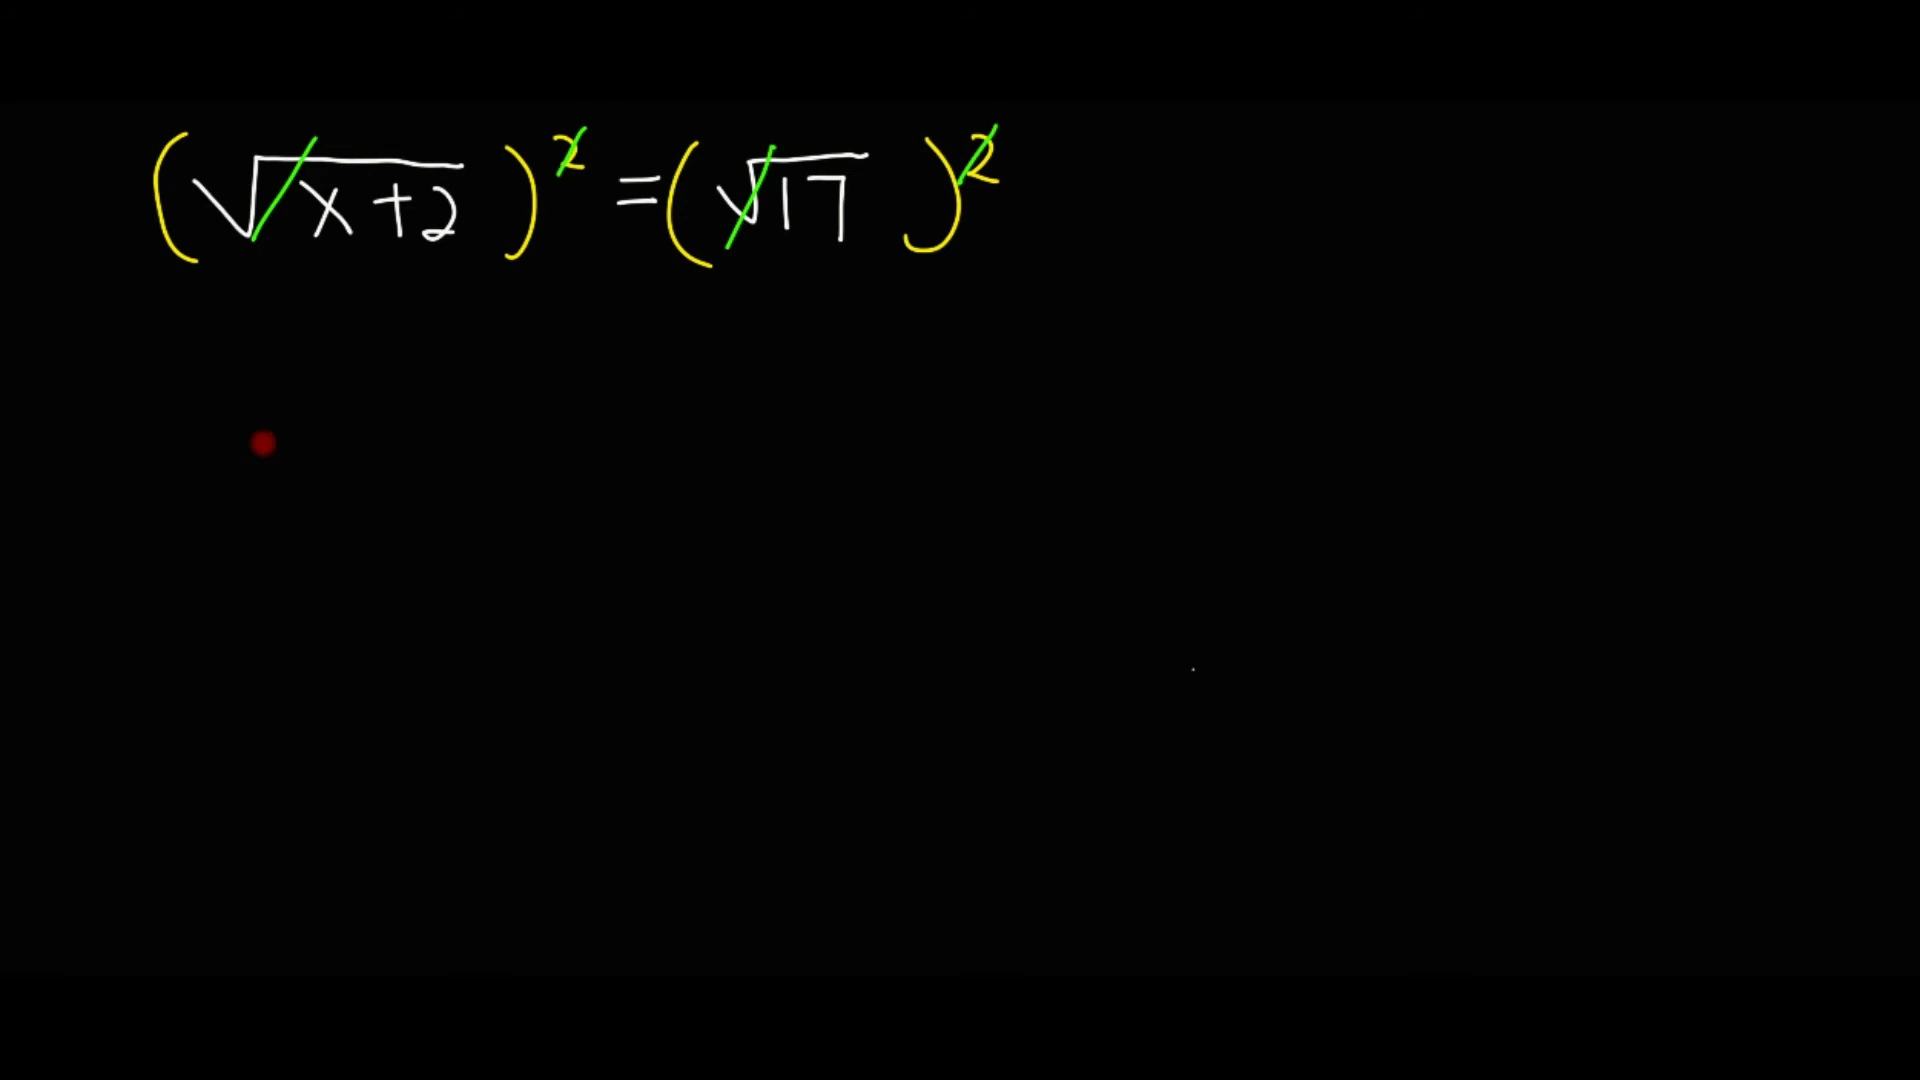 (√x+2)² = (√17)²